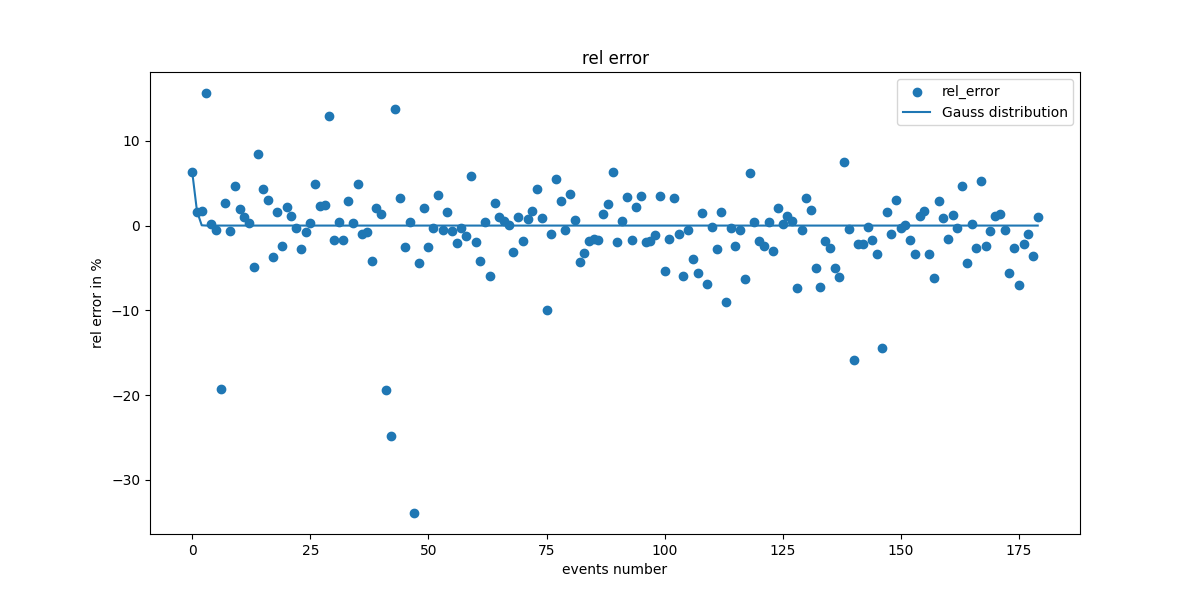 rel error
rel_error
Gauss distribution
rel error in %
10
0
−10
−20
−30
0
25
50
75
100
125
150
175
events number